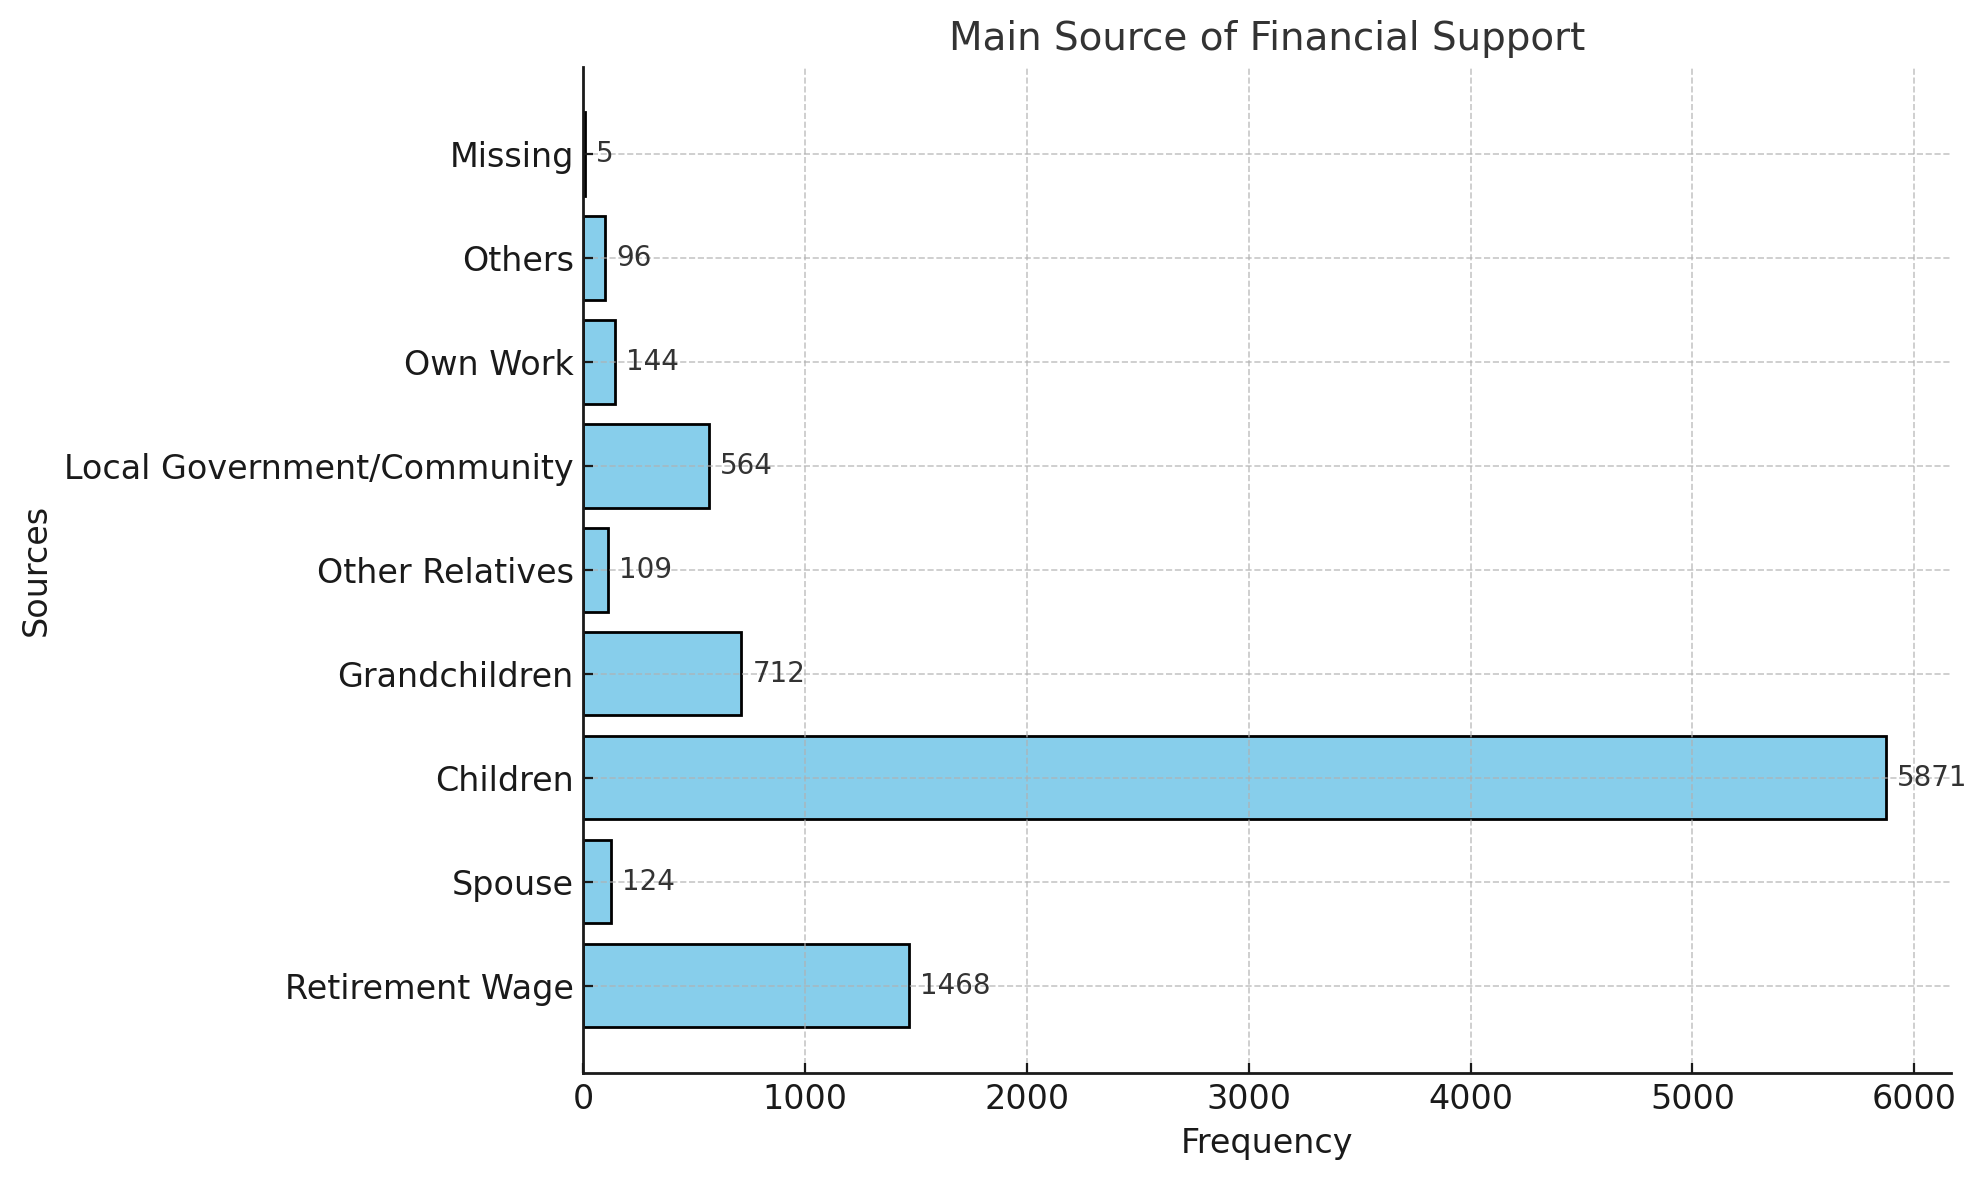 Main Source of Financial Support
Missing 5
Others 96
Own Work 144
Local Government/Community 564
Other Relatives 109
Grandchildren 712
Children 5871
Spouse 124
Retirement Wage 1468
Sources
0 1000 2000 3000 4000 5000 6000
Frequency